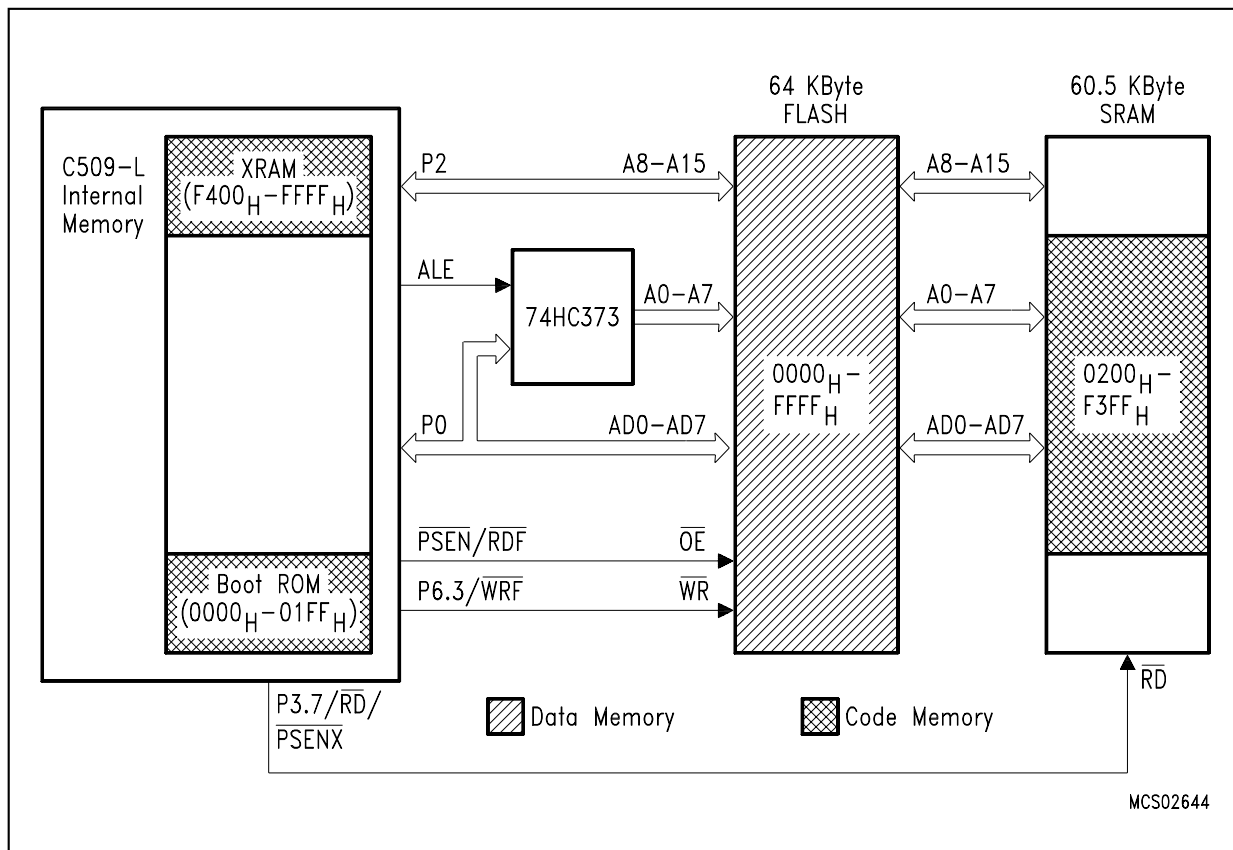 64 KByte
FLASH
60.5 KByte
SRAM
C509-L
Internal
Memory
XRAM
(F400H-FFFFH)
P2
A8-A15
A8-A15
ALE
74HC373
A0-A7
A0-A7
0000H-
FFFFH
0200H-
F3FFH
P0
AD0-AD7
AD0-AD7
PSEN/RDF
OE
Boot ROM
(0000H-01FFH)
P6.3/WRF
WR
P3.7/RD/
PSENX
RD
Data Memory
Code Memory
MCS02644